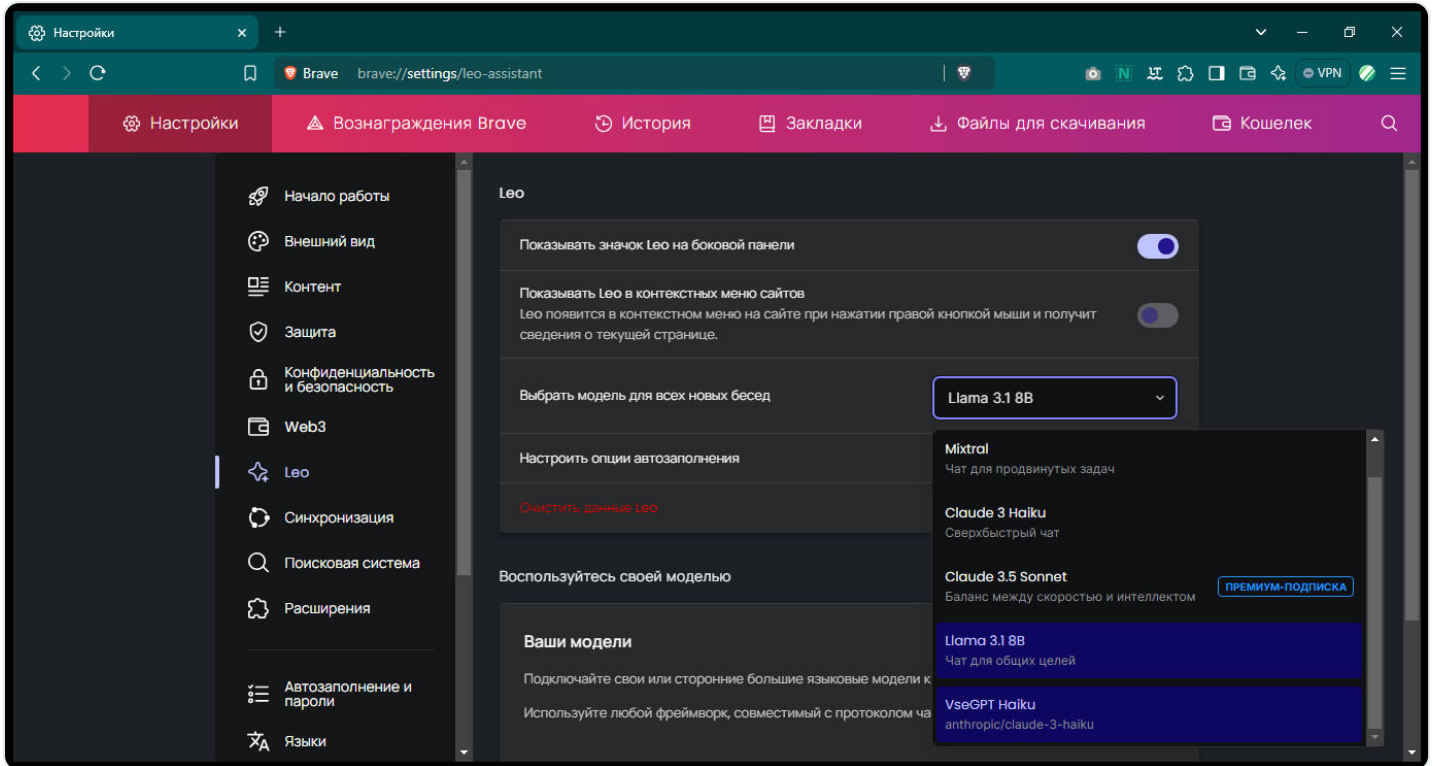 Настройки
Brave brave://settings/leo-assistant
N
VPN
Настройки
Вознаграждения Brave
История
Закладки
Файлы для скачивания
Кошелек
Начало работы
Внешний вид
Контент
Защита
Конфиденциальность
и безопасность
Web3
Leo
Синхронизация
Поисковая система
Расширения
Автозаполнение и
пароли
Языки
Leo
Показывать значок Leo на боковой панели
Показывать Leo в контекстных меню сайтов
Leo появится в контекстном меню на сайте при нажатии правой кнопкой мыши и получит
сведения о текущей странице.
Выбрать модель для всех новых бесед
Llama 3.1 8B
Настроить опции автозаполнения
Очистить данные Leo
Mixtral
Чат для продвинутых задач
Claude 3 Haiku
Сверхбыстрый чат
Claude 3.5 Sonnet
Баланс между скоростью и интеллектом
ПРЕМИУМ-ПОДПИСКА
Llama 3.1 8B
Чат для общих целей
VseGPT Haiku
anthropic/claude-3-haiku
Воспользуйтесь своей моделью
Ваши модели
Подключайте свои или сторонние большие языковые модели к
Используйте любой фреймворк, совместимый с протоколом ча